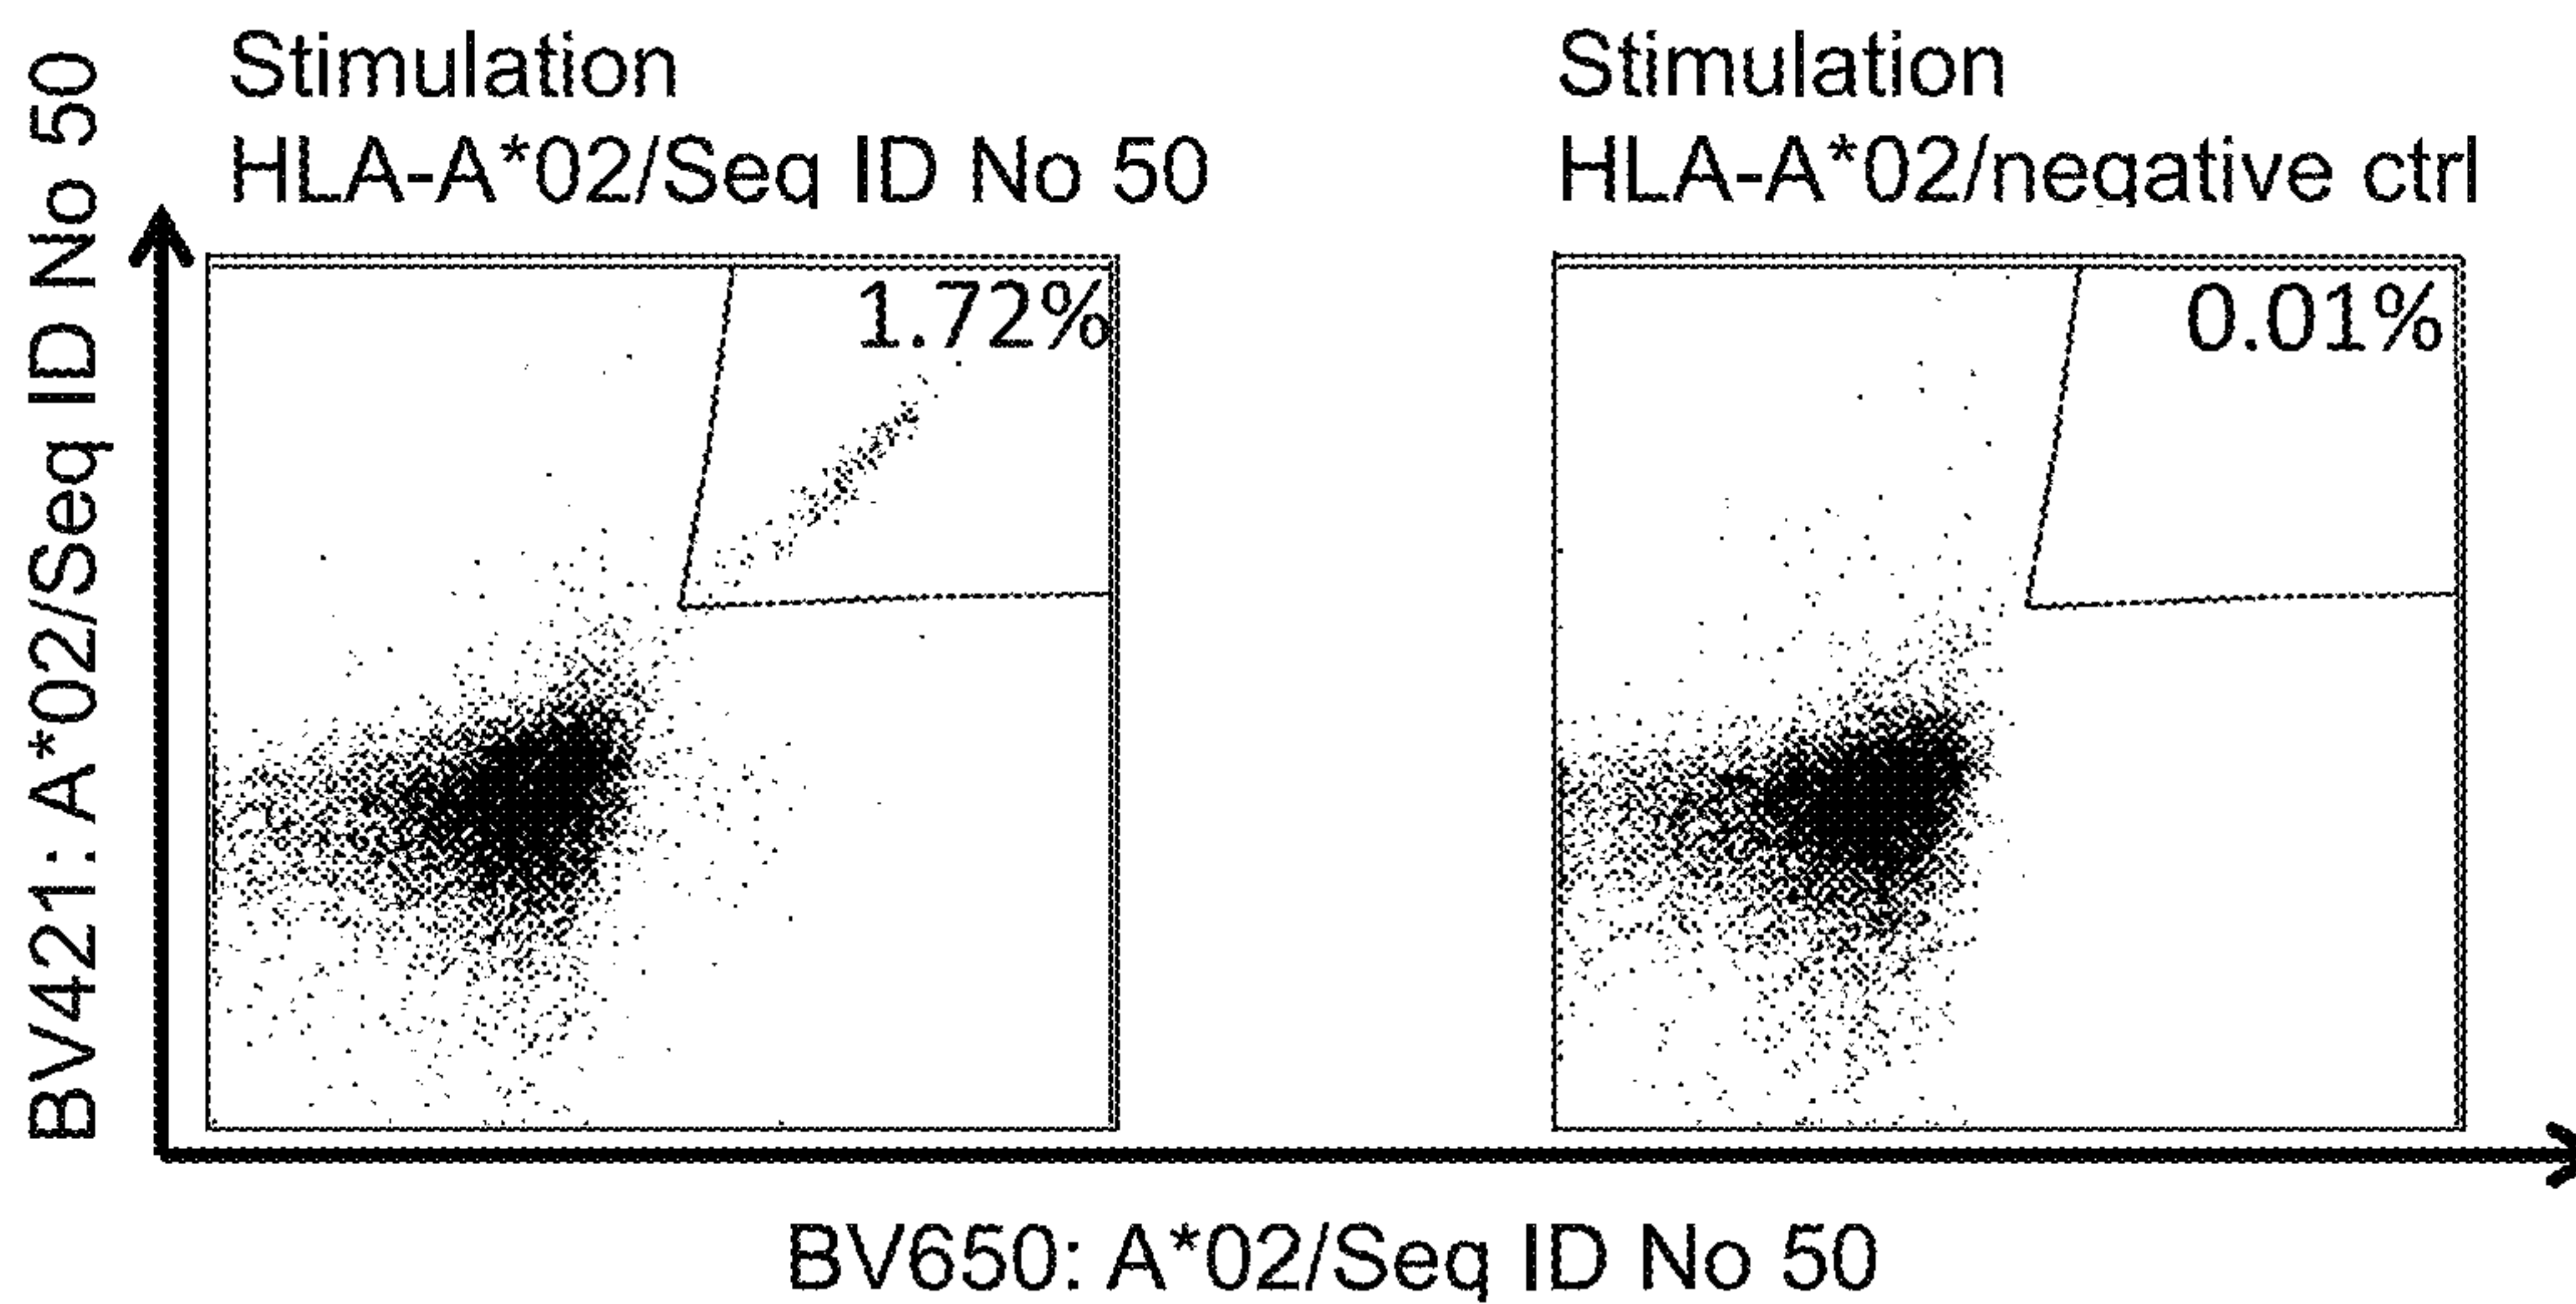 BV421: A*02/Seq ID No 50
Stimulation
HLA-A*02/Seq ID No 50
1.72%
Stimulation
HLA-A*02/negative ctrl
0.01%
BV650: A*02/Seq ID No 50